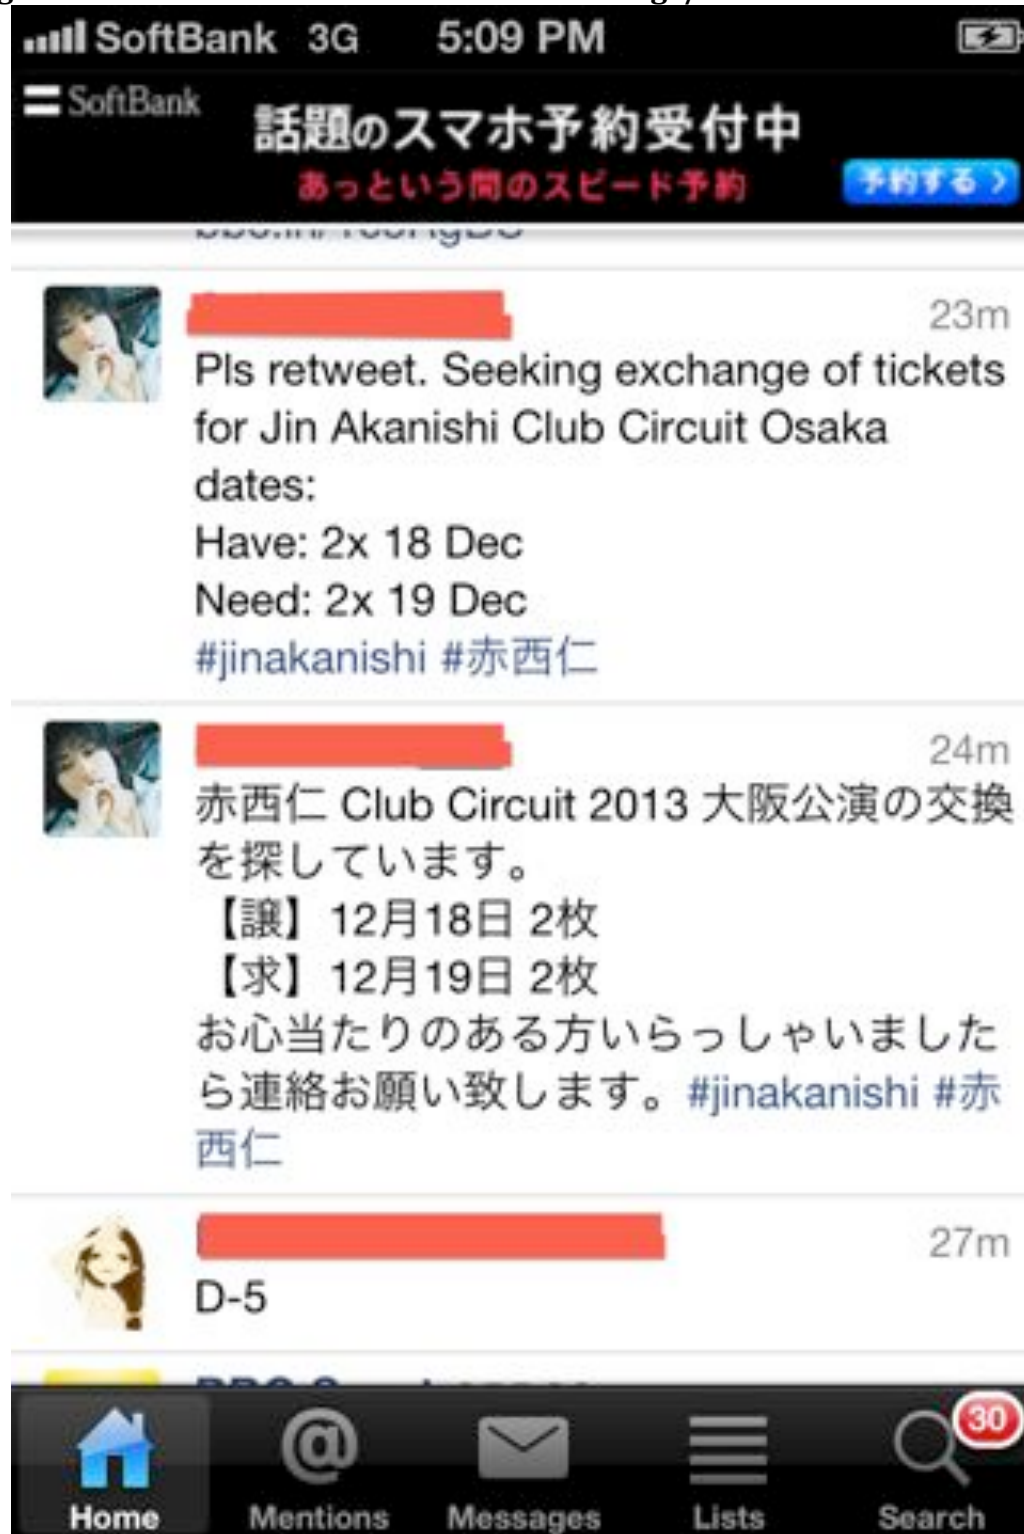 SoftBank 3G 5:09 PM
SoftBank
話題のスマホ予約受付中
あっという間のスピード予約
予約する >
23m
Pls retweet. Seeking exchange of tickets
for Jin Akanishi Club Circuit Osaka
dates:
Have: 2x 18 Dec
Need: 2x 19 Dec
#jinakanishi #赤西仁
24m
赤西仁 Club Circuit 2013 大阪公演の交換
を探しています。
【譲】12月18日 2枚
【求】12月19日 2枚
お心当たりのある方いらっしゃいました
ら連絡お願い致します。#jinakanishi #赤
西仁
27m
D-5
30
Home Mentions Messages Lists Search